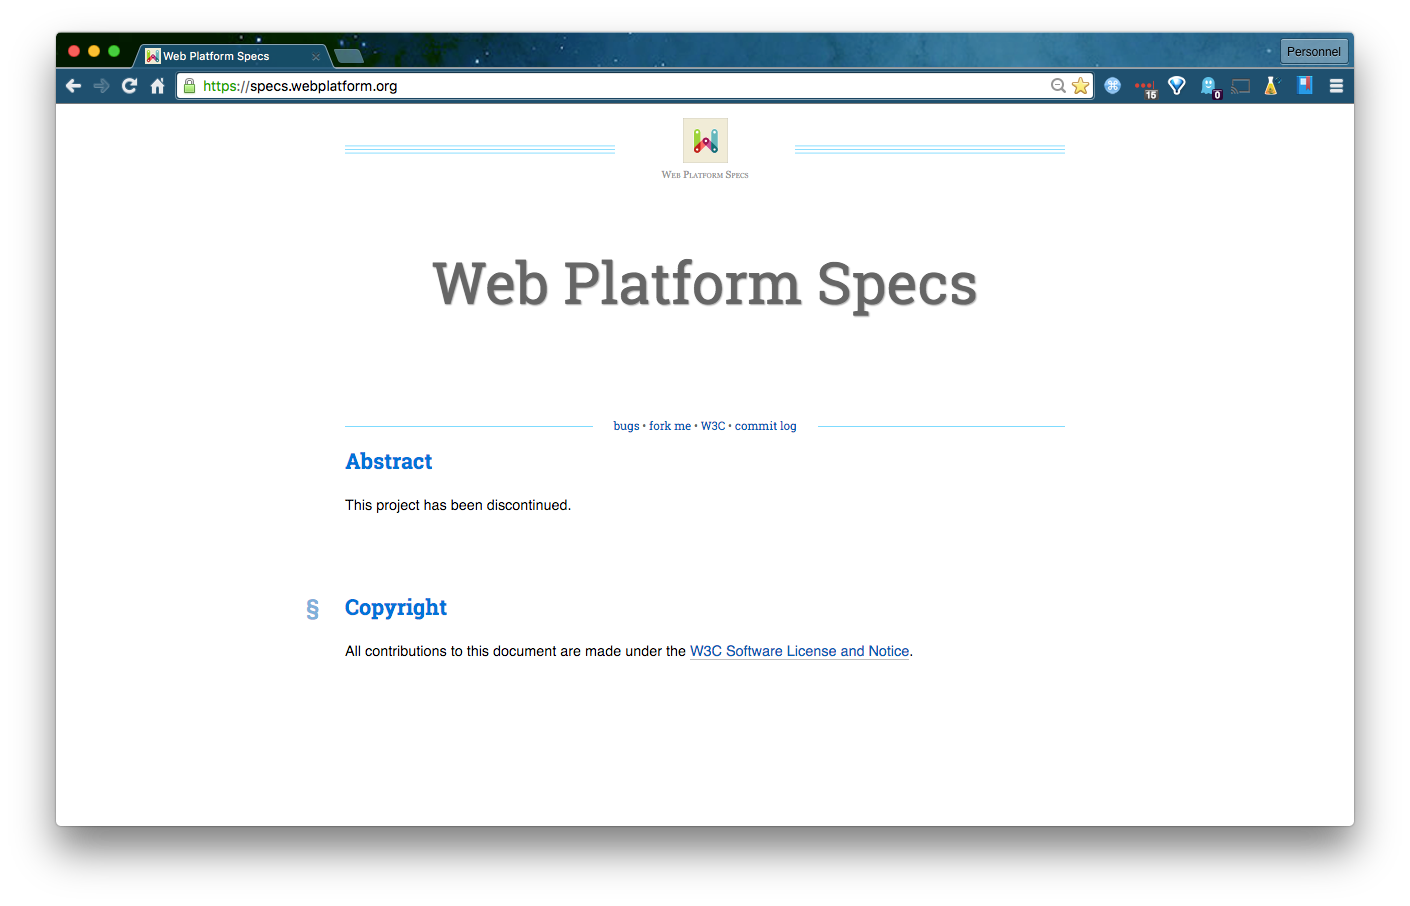 Web Platform Specs
Personnel
https://specs.webplatform.org
15
0
Web Platform Specs
Web Platform Specs
bugs • fork me • W3C • commit log
Abstract
This project has been discontinued.
§ Copyright
All contributions to this document are made under the W3C Software License and Notice.